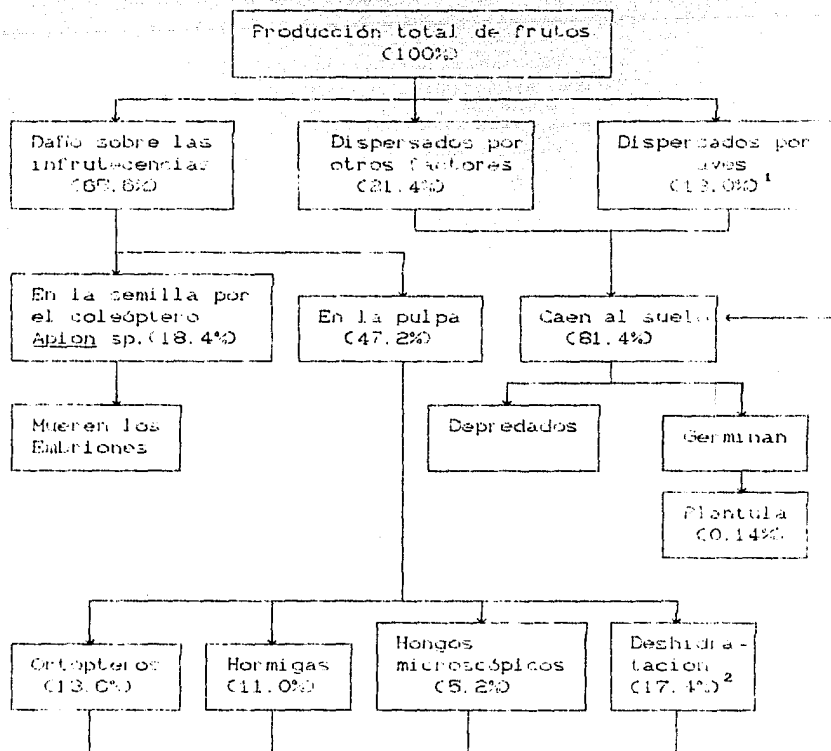 Producción total de frutos
(100%)
Daño sobre las
infrutecencias
(65.6%)
Dispersados por
otros factores
(21.4%)
Dispersados por
aves
(13.0%)¹
En la semilla por
el coleóptero
Apion sp.(18.4%)
En la pulpa
(47.2%)
Caen al suelo
(81.4%)
Mueren los
Embriones
Depredados
Germinan
Plantula
(0.14%)
Ortopteros
(13.6%)
Hormigas
(11.0%)
Hongos
microscópicos
(5.2%)
Deshidra-
tacion
(17.4%)²